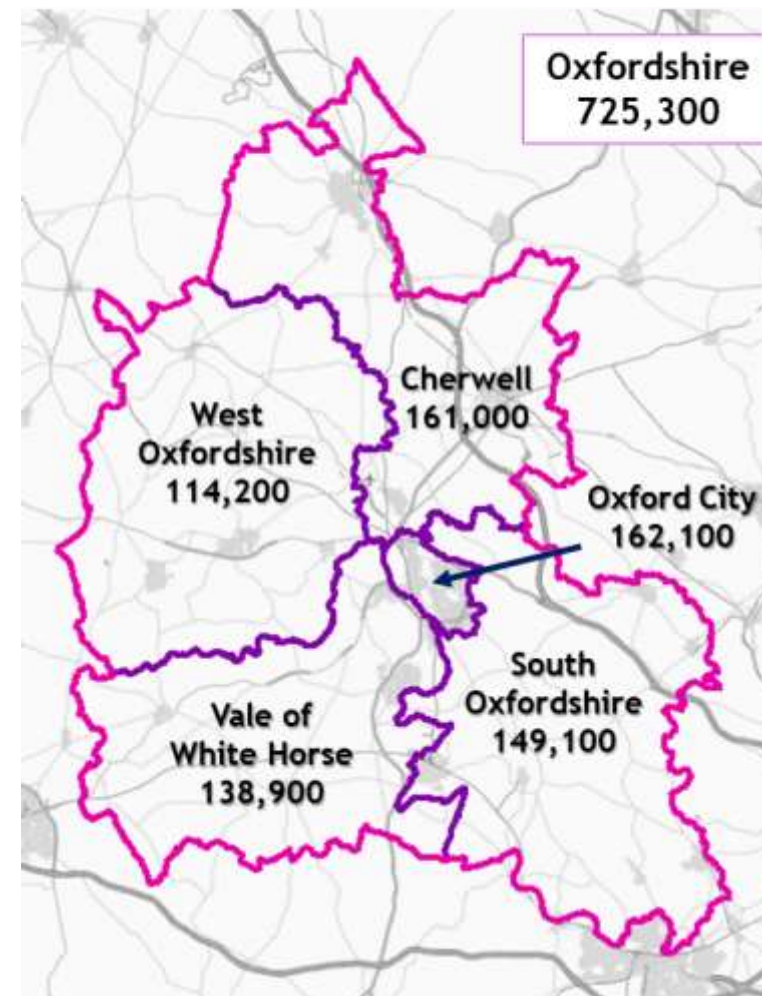 Oxfordshire
725,300
Cherwell
161,000
West
Oxfordshire
114,200
Oxford City
162,100
South
Oxfordshire
149,100
Vale of
White Horse
138,900